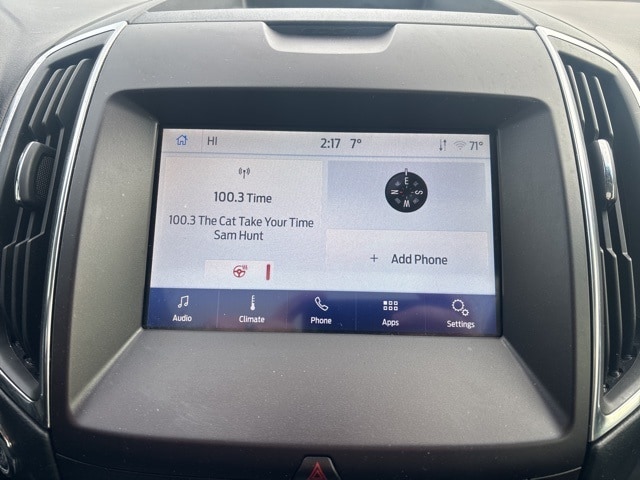 HI 2:17 7° 71°
100.3 Time
100.3 The Cat Take Your Time
Sam Hunt
E
N S
W
+ Add Phone
Audio Climate Phone Apps Settings